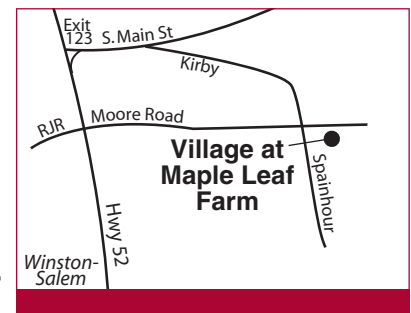 Exit
123 S. Main St
Kirby
RJR Moore Road
Village at
Maple Leaf
Farm
Spainhour
Hwy 52
Winston-
Salem